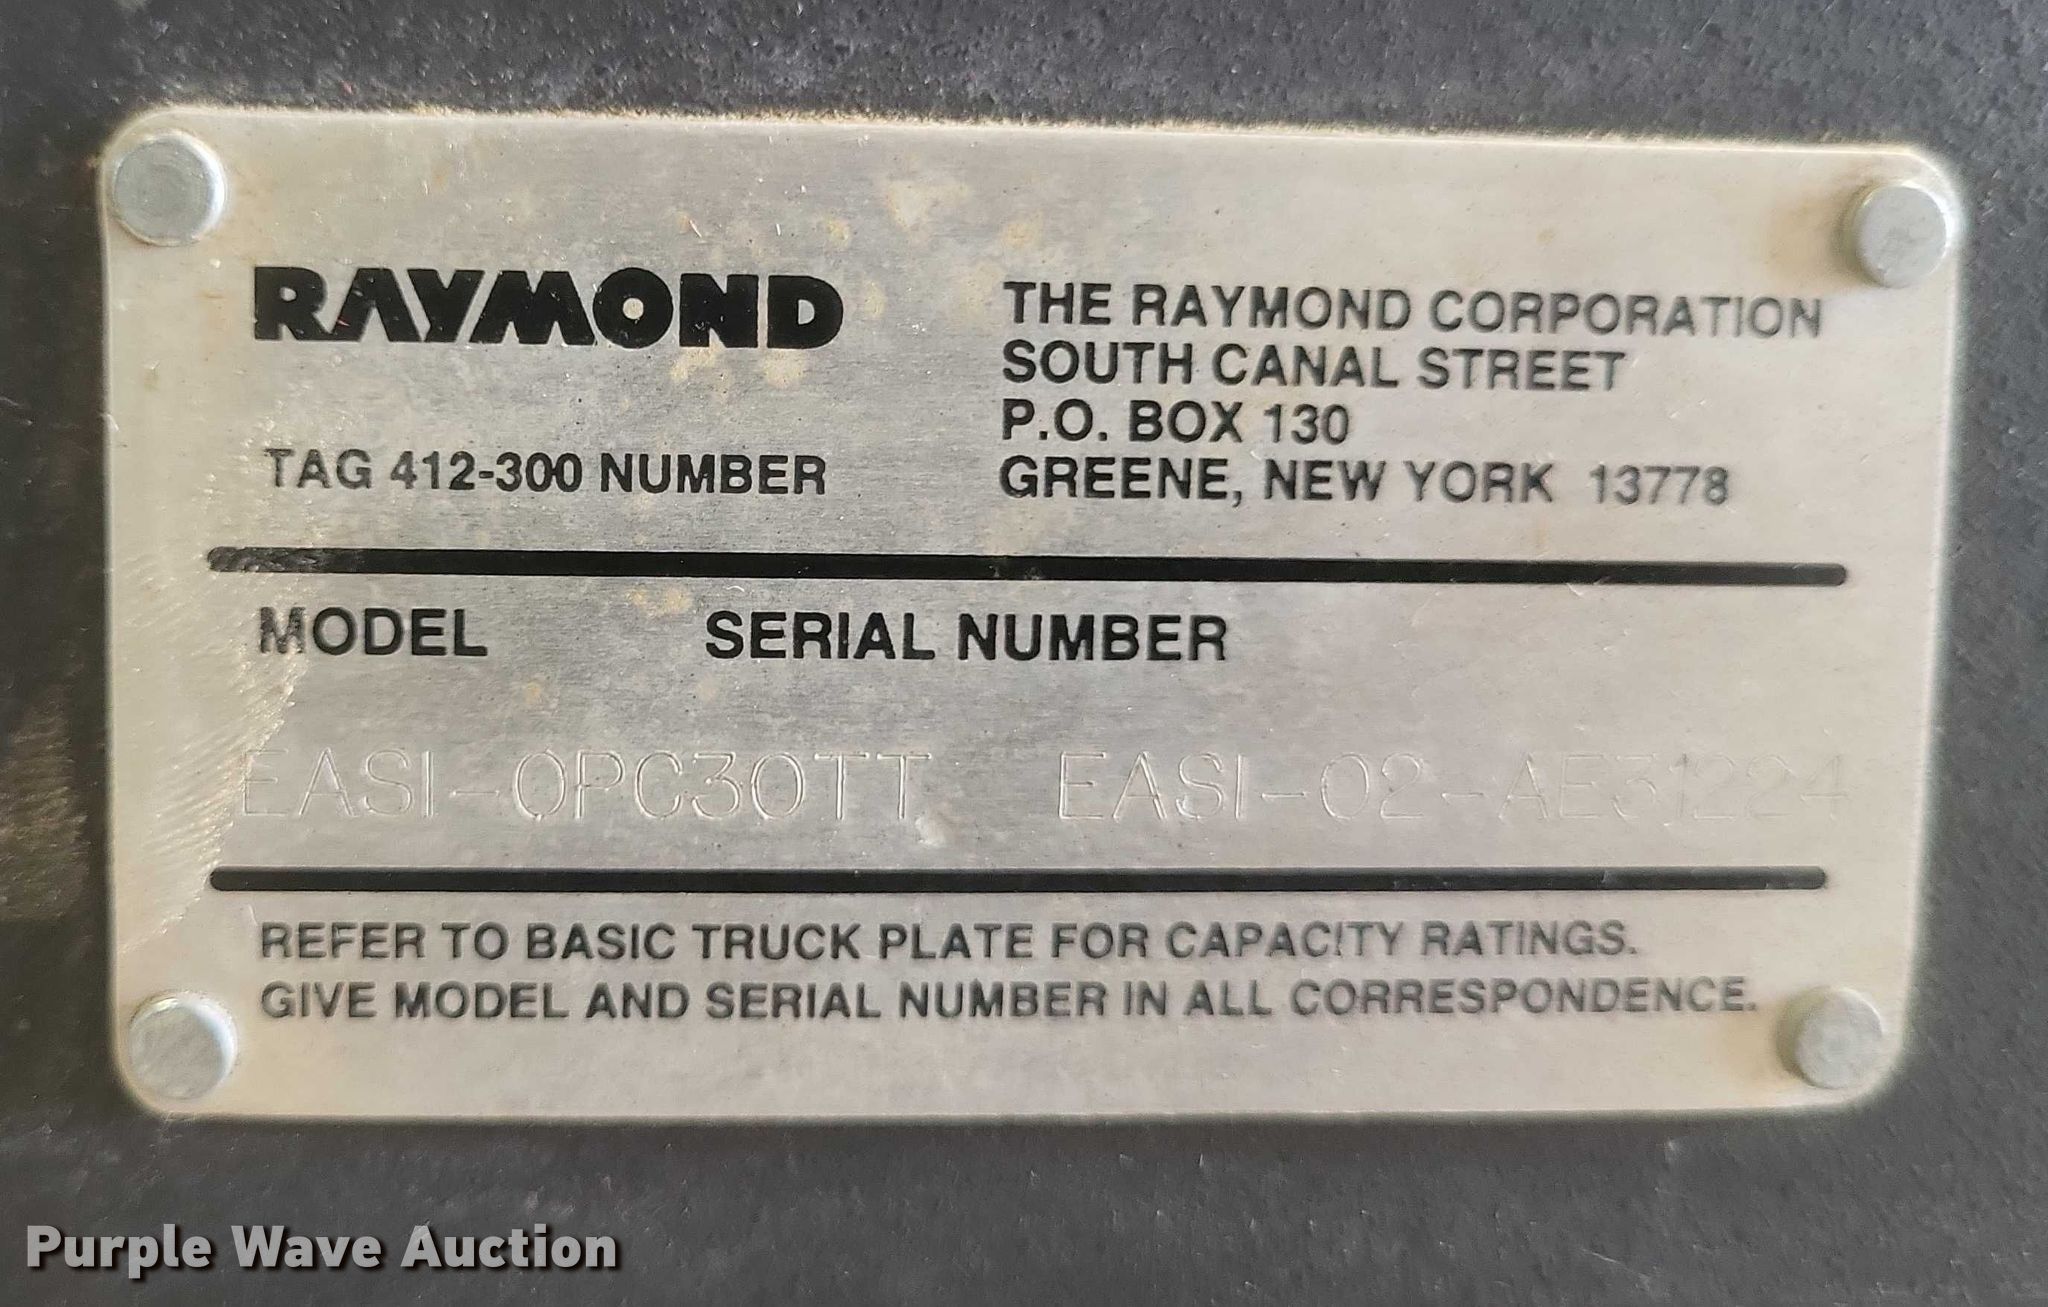 RAYMOND
THE RAYMOND CORPORATION
SOUTH CANAL STREET
P.O. BOX 130
GREENE, NEW YORK 13778
TAG 412-300 NUMBER
MODEL SERIAL NUMBER
EASI-OPC30TT EASI-02-AE31224
REFER TO BASIC TRUCK PLATE FOR CAPACITY RATINGS.
GIVE MODEL AND SERIAL NUMBER IN ALL CORRESPONDENCE.
Purple Wave Auction